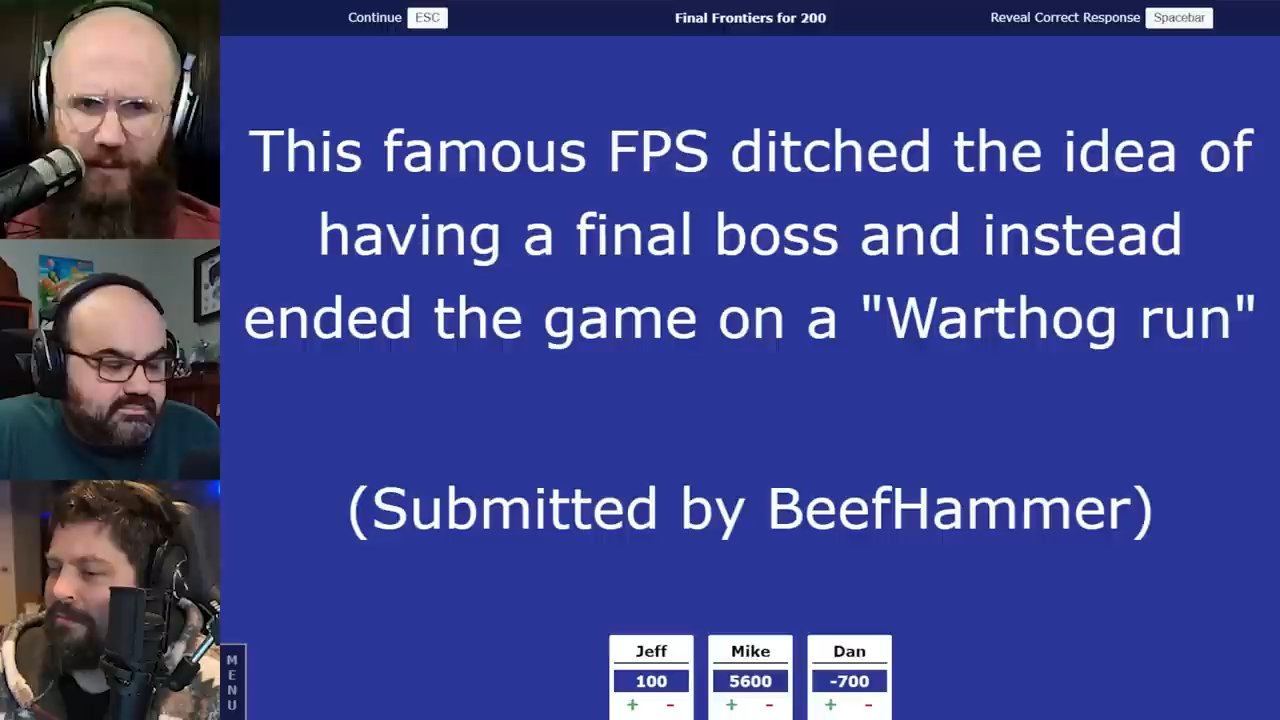 Continue ESC Final Frontiers for 200 Reveal Correct Response Spacebar
This famous FPS ditched the idea of
having a final boss and instead
ended the game on a "Warthog run"
(Submitted by BeefHammer)
MENU
Jeff Mike Dan
100 5600 -700
+ - + - + -